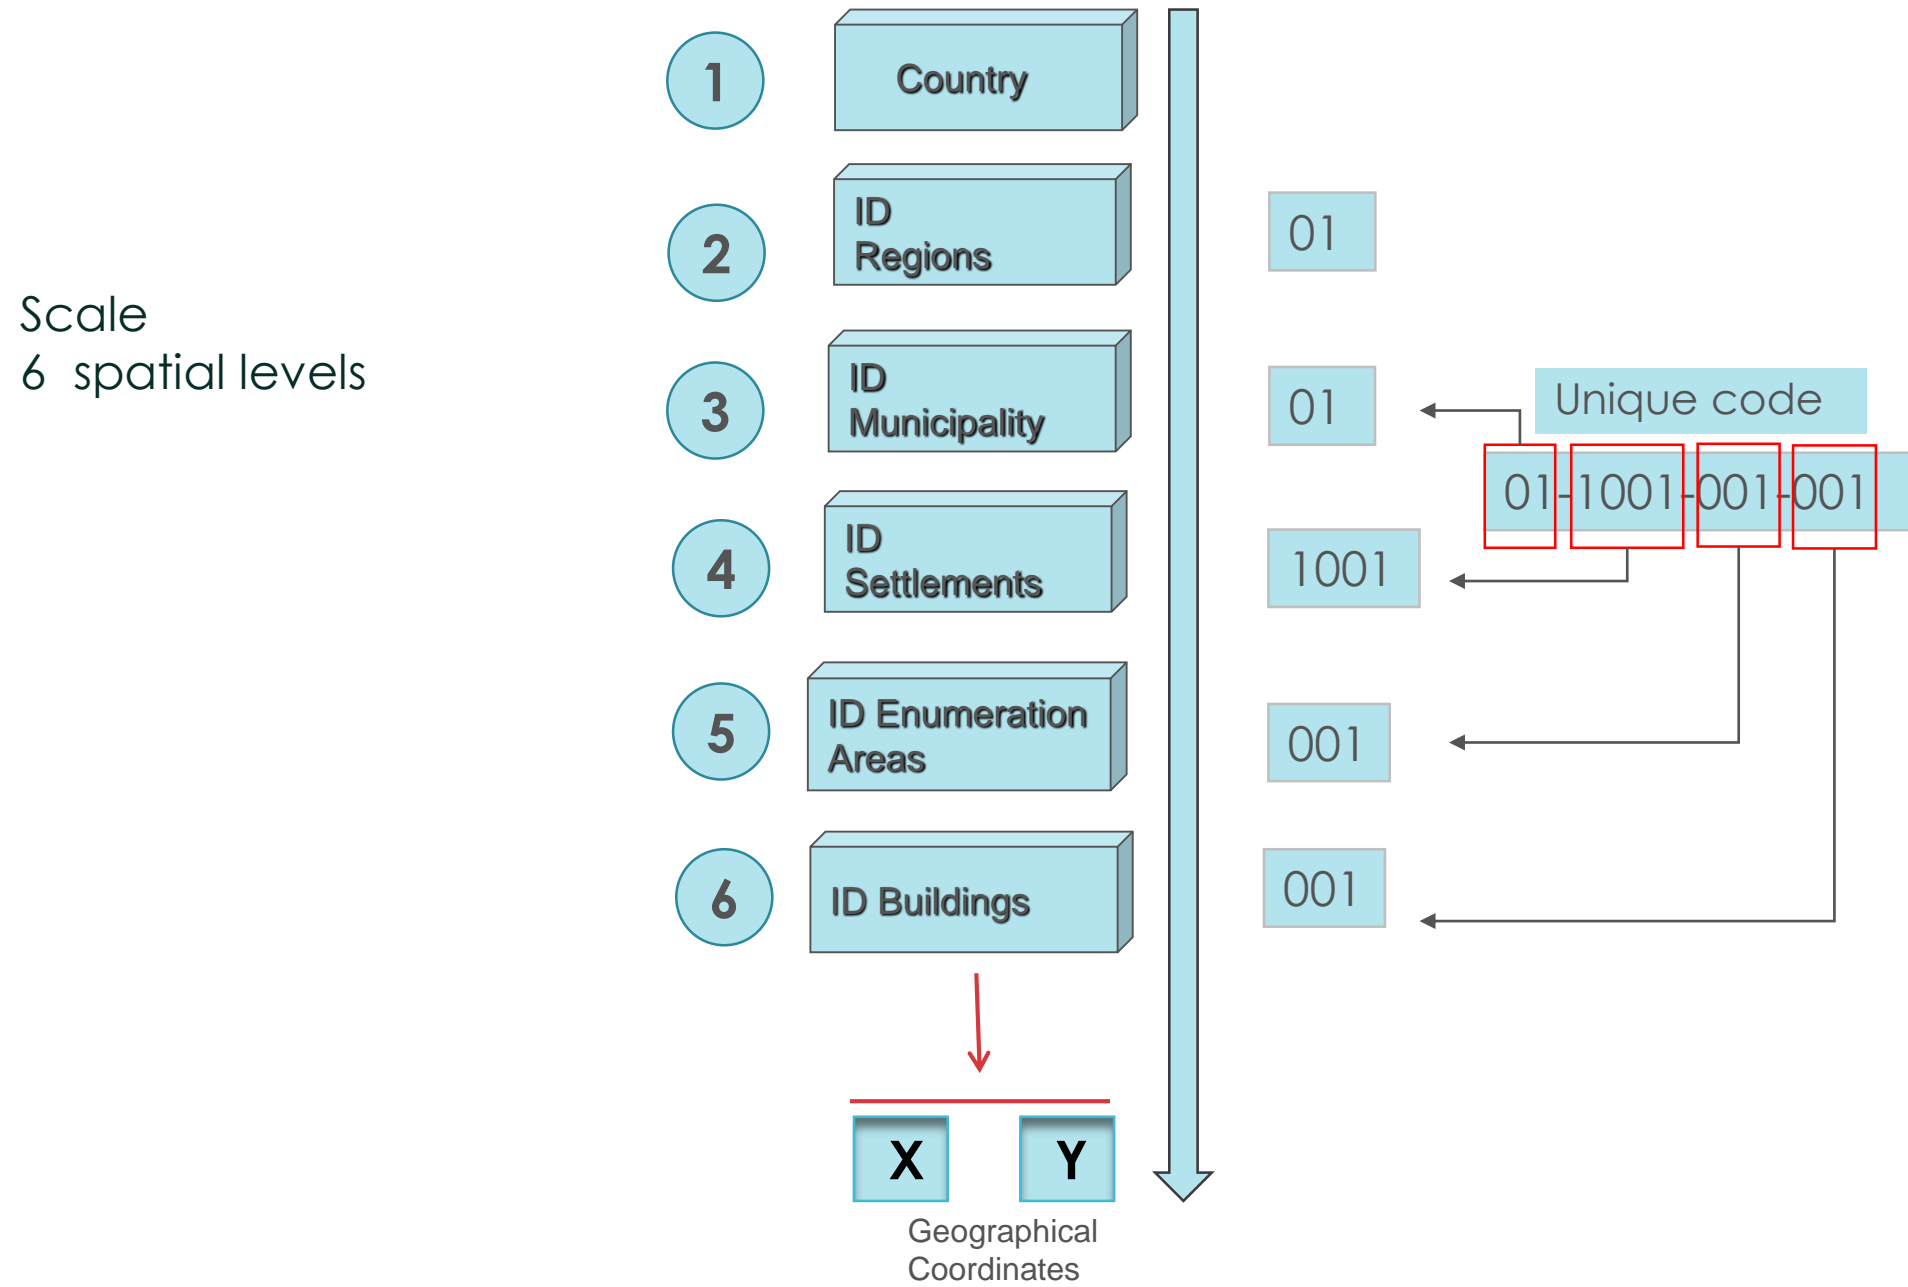 Scale
6 spatial levels
1
Country
2
ID
Regions
01
3
ID
Municipality
01
Unique code
01-1001-001-001
4
ID
Settlements
1001
5
ID Enumeration
Areas
001
6
ID Buildings
001
X
Y
Geographical
Coordinates